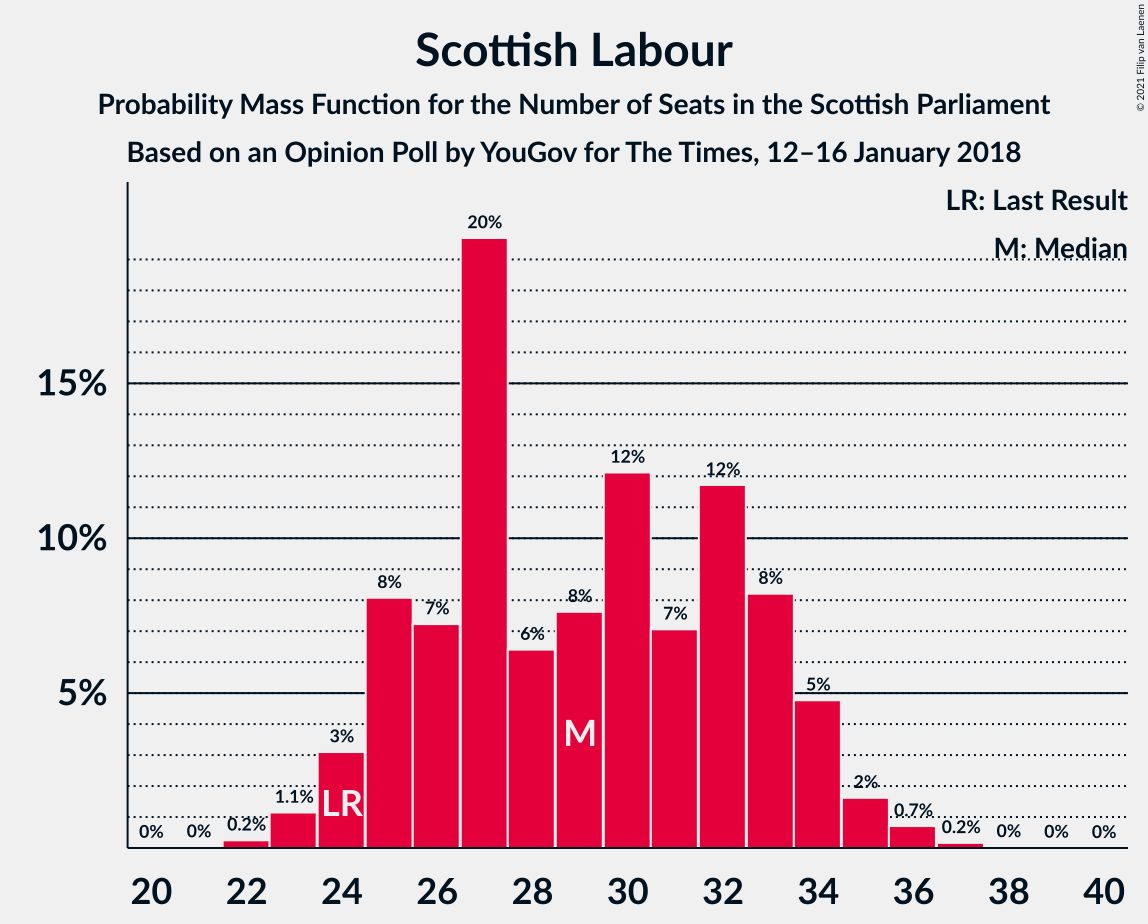 Scottish Labour
Probability Mass Function for the Number of Seats in the Scottish Parliament
Based on an Opinion Poll by YouGov for The Times, 12–16 January 2018
© 2021 Filip van Laenen
LR: Last Result
M: Median
15%
10%
5%
0%
0%
0.2%
1.1%
3%
8%
7%
20%
6%
8%
12%
7%
12%
8%
5%
2%
0.7%
0.2%
0%
0%
0%
LR
M
20 22 24 26 28 30 32 34 36 38 40